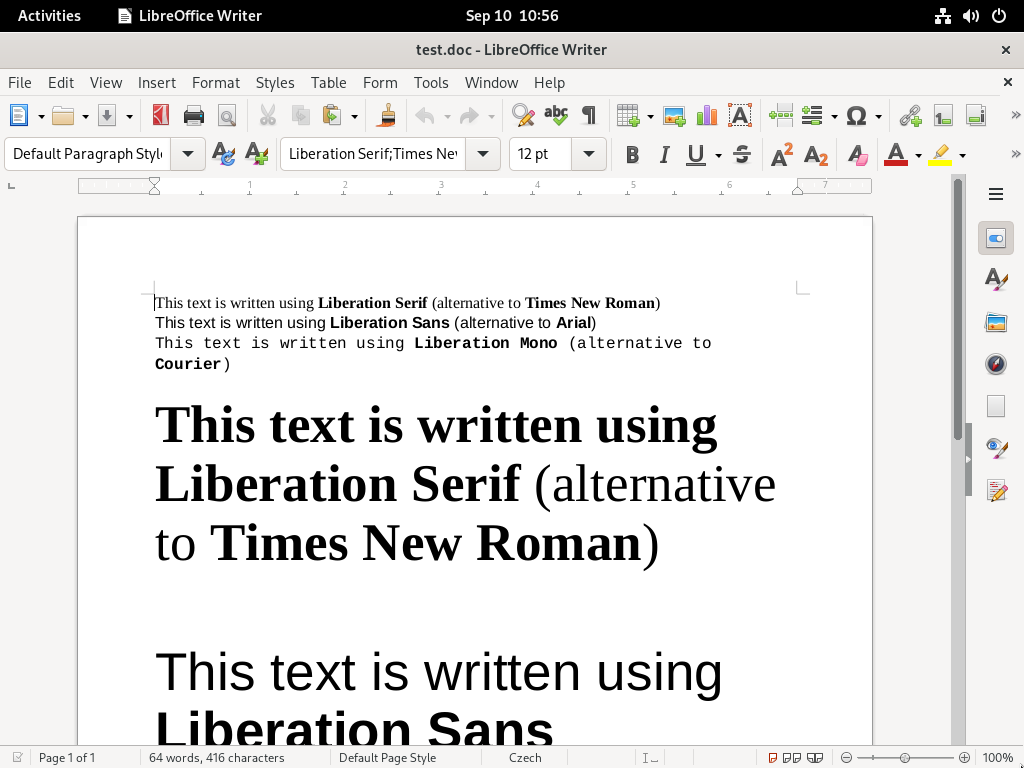 Activities LibreOffice Writer Sep 10 10:56
test.doc - LibreOffice Writer
File Edit View Insert Format Styles Table Form Tools Window Help
Default Paragraph Styl Liberation Serif;Times Ne 12 pt
1 2 3 4 5 6 7
This text is written using Liberation Serif (alternative to Times New Roman)
This text is written using Liberation Sans (alternative to Arial)
This text is written using Liberation Mono (alternative to
Courier)
This text is written using
Liberation Serif (alternative
to Times New Roman)
This text is written using
Liberation Sans
Page 1 of 1 64 words, 416 characters Default Page Style Czech 100%